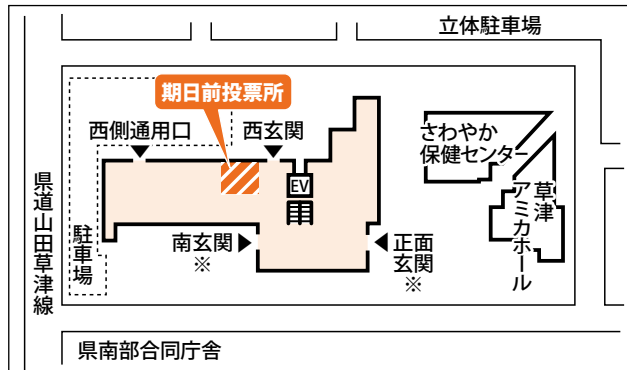 立体駐車場
期日前投票所
西側通用口
西玄関
さわやか
保健センター
EV
草津
アミカホール
県道山田草津線
駐車場
南玄関
※
正面
玄関
※
県南部合同庁舎